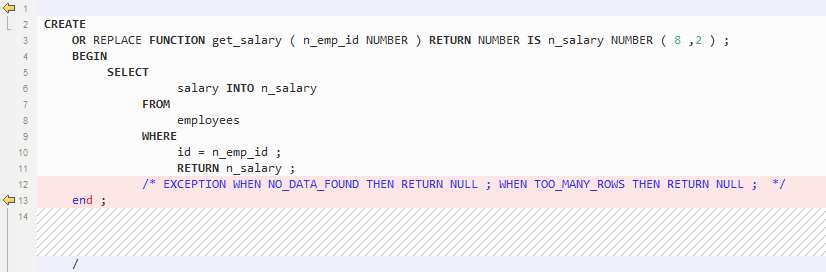 1
2 CREATE
3 OR REPLACE FUNCTION get_salary ( n_emp_id NUMBER ) RETURN NUMBER IS n_salary NUMBER ( 8 ,2 ) ;
4 BEGIN
5 SELECT
6 salary INTO n_salary
7 FROM
8 employees
9 WHERE
10 id = n_emp_id ;
11 RETURN n_salary ;
12 /* EXCEPTION WHEN NO_DATA_FOUND THEN RETURN NULL ; WHEN TOO_MANY_ROWS THEN RETURN NULL ;  */
13 end ;
14
/